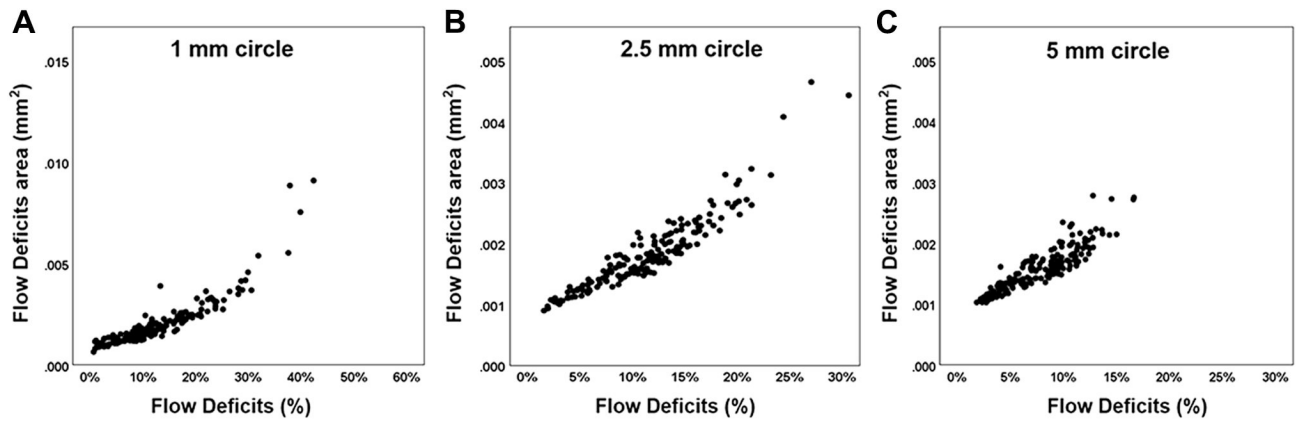 A
1 mm circle
Flow Deficits area (mm²)
.015
.010
.005
.000
0% 10% 20% 30% 40% 50% 60%
Flow Deficits (%)
B
2.5 mm circle
Flow Deficits area (mm²)
.005
.004
.003
.002
.001
.000
0% 5% 10% 15% 20% 25% 30%
Flow Deficits (%)
C
5 mm circle
Flow Deficits area (mm²)
.005
.004
.003
.002
.001
.000
0% 5% 10% 15% 20% 25% 30%
Flow Deficits (%)